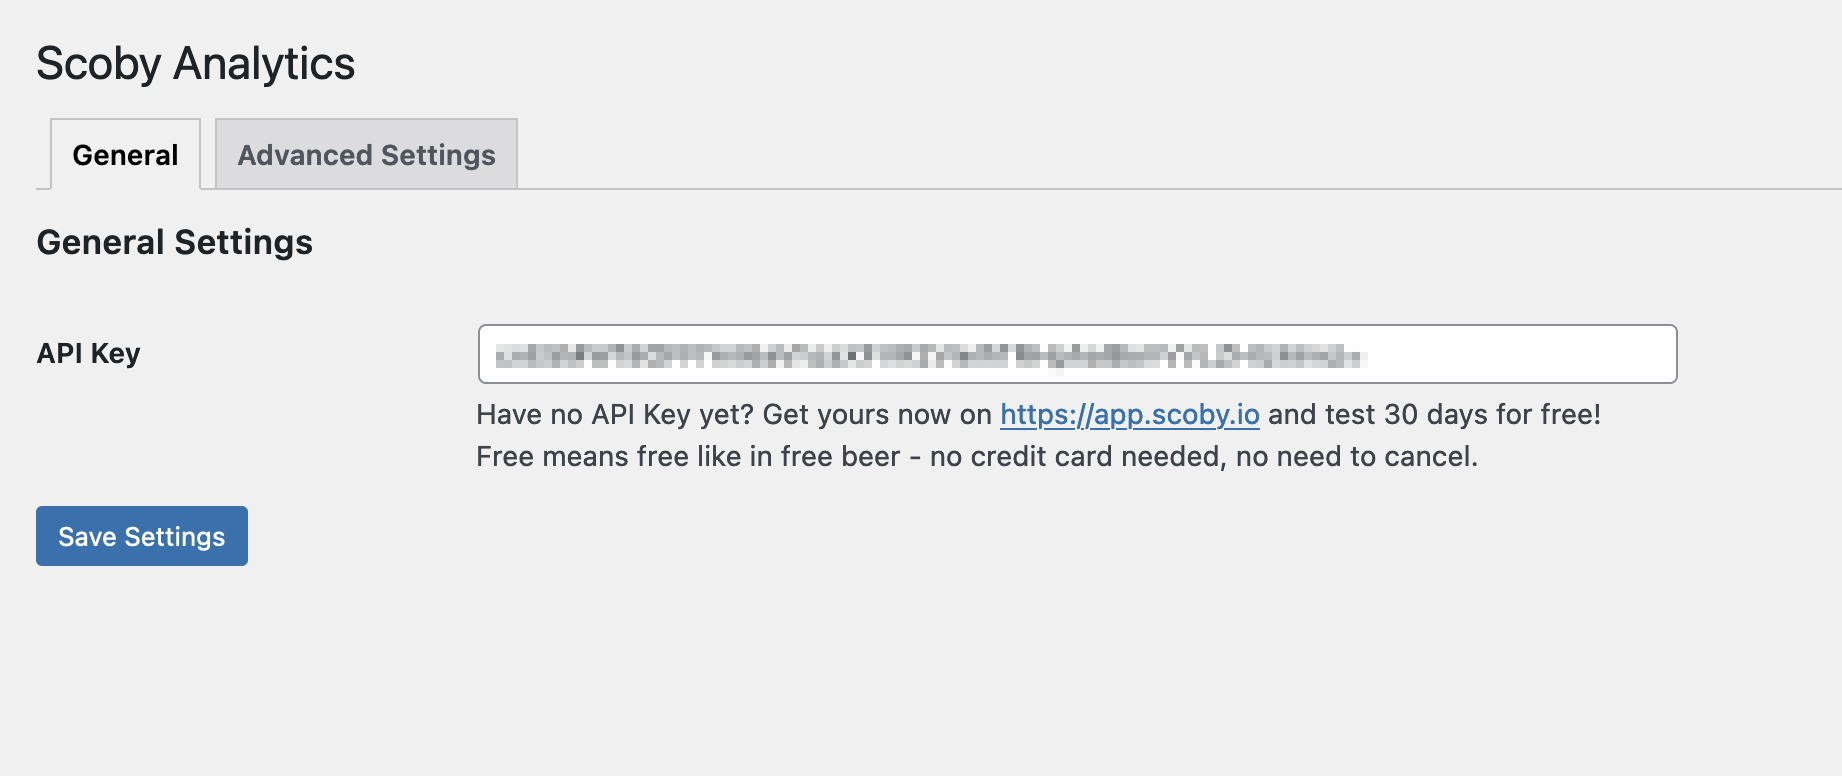 Scoby Analytics
General
Advanced Settings
General Settings
API Key
Have no API Key yet? Get yours now on https://app.scoby.io and test 30 days for free!
Free means free like in free beer - no credit card needed, no need to cancel.
Save Settings